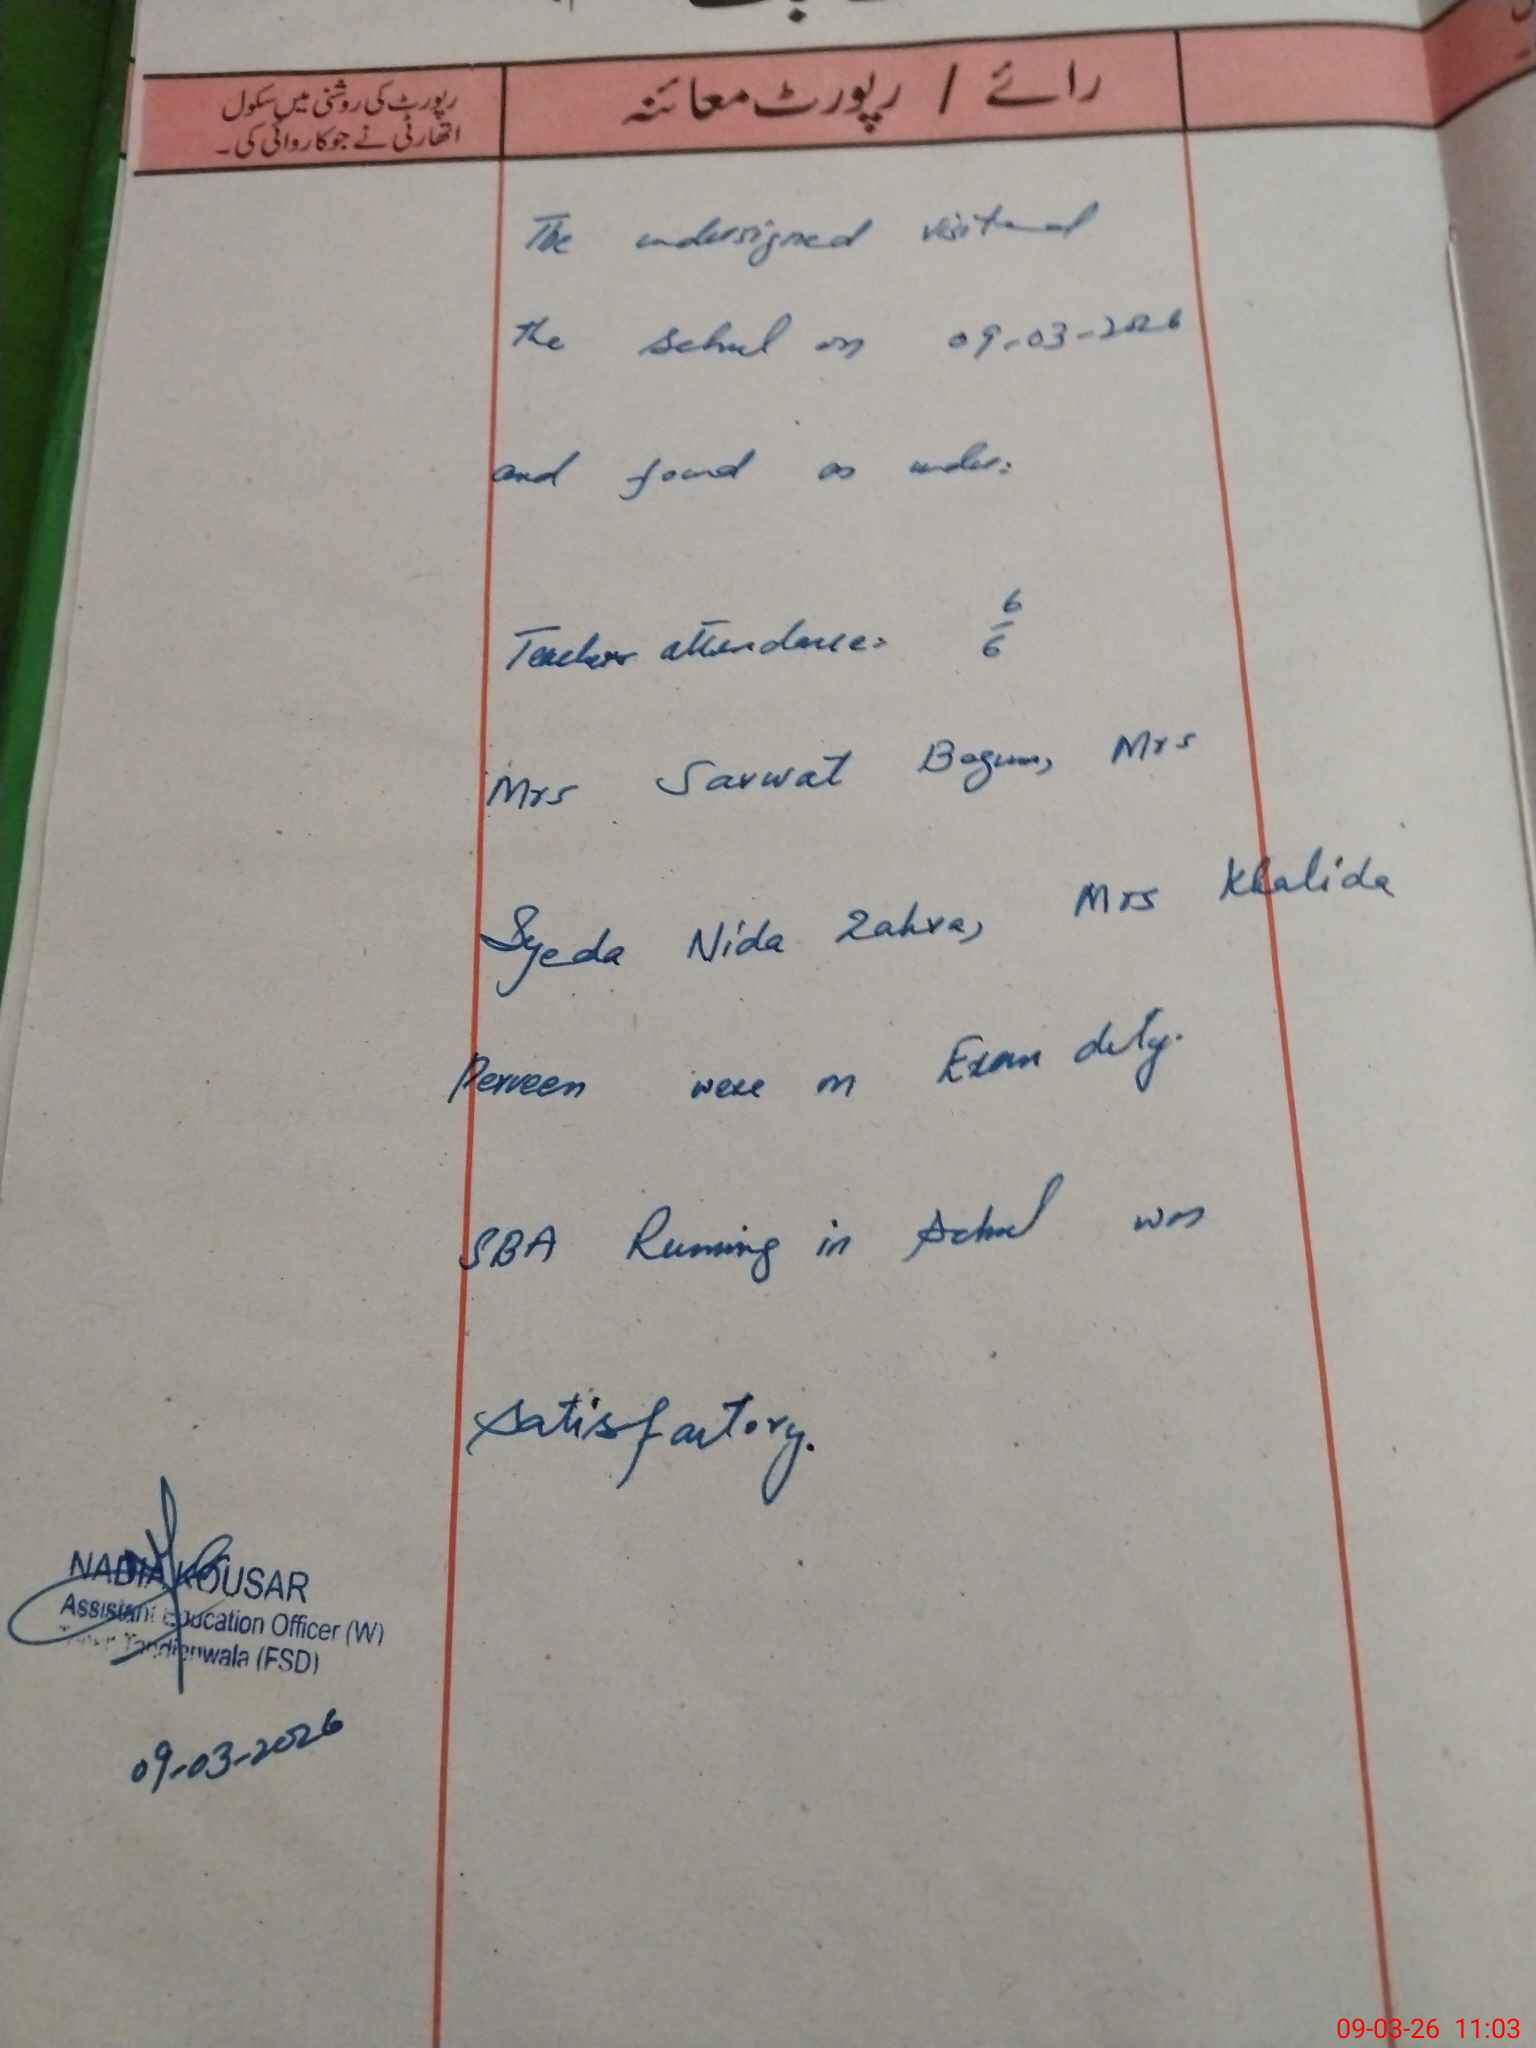 رائے / رپورٹ معائنہ
رپورٹ کی روشنی میں سکول
اتھارٹی نے جو کاروائی کی۔
The undersigned visited
the school on 09-03-2026
and found as under:
Teachers attendance:
6
6
Mrs Sarwat Begum, Mrs
Syeda Nida Zahra, Mrs Khalida
Perveen were on Exam duty.
SBA Running in school was
satisfactory.
NADIA KOUSAR
Assistant Education Officer (W)
Tandianwala (FSD)
09-03-2026
09-03-26 11:03